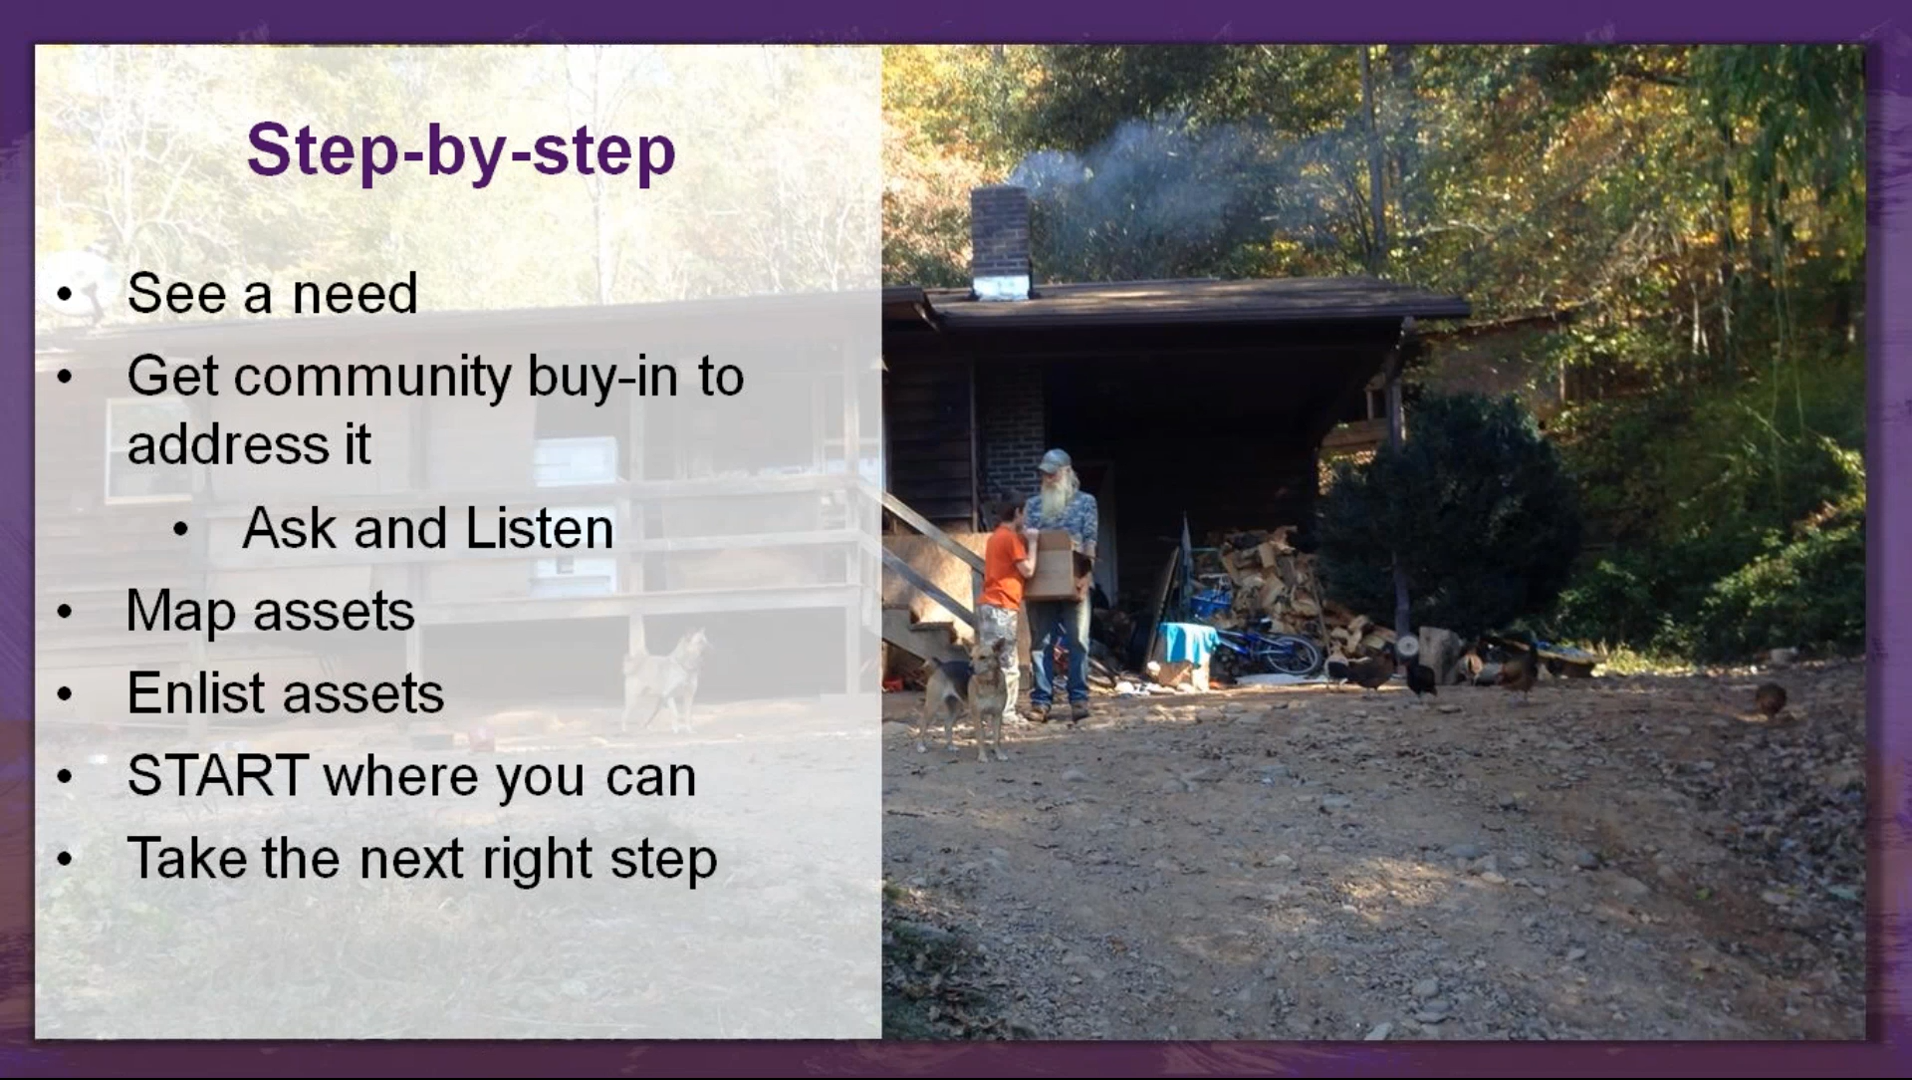 Step-by-step
• See a need
• Get community buy-in to
address it
• Ask and Listen
• Map assets
• Enlist assets
• START where you can
• Take the next right step